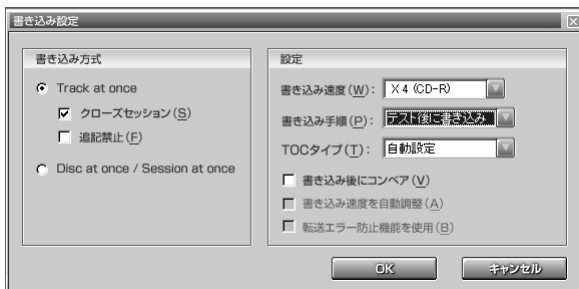 書き込み設定
書き込み方式
Track at once
クローズセッション(S)
追記禁止(F)
Disc at once / Session at once
設定
書き込み速度(W): ×4 (CD-R)
書き込み手順(P): テスト後に書き込み
TOCタイプ(T): 自動設定
書き込み後にコンペア(V)
書き込み速度を自動調整(A)
転送エラー防止機能を使用(B)
OK
キャンセル